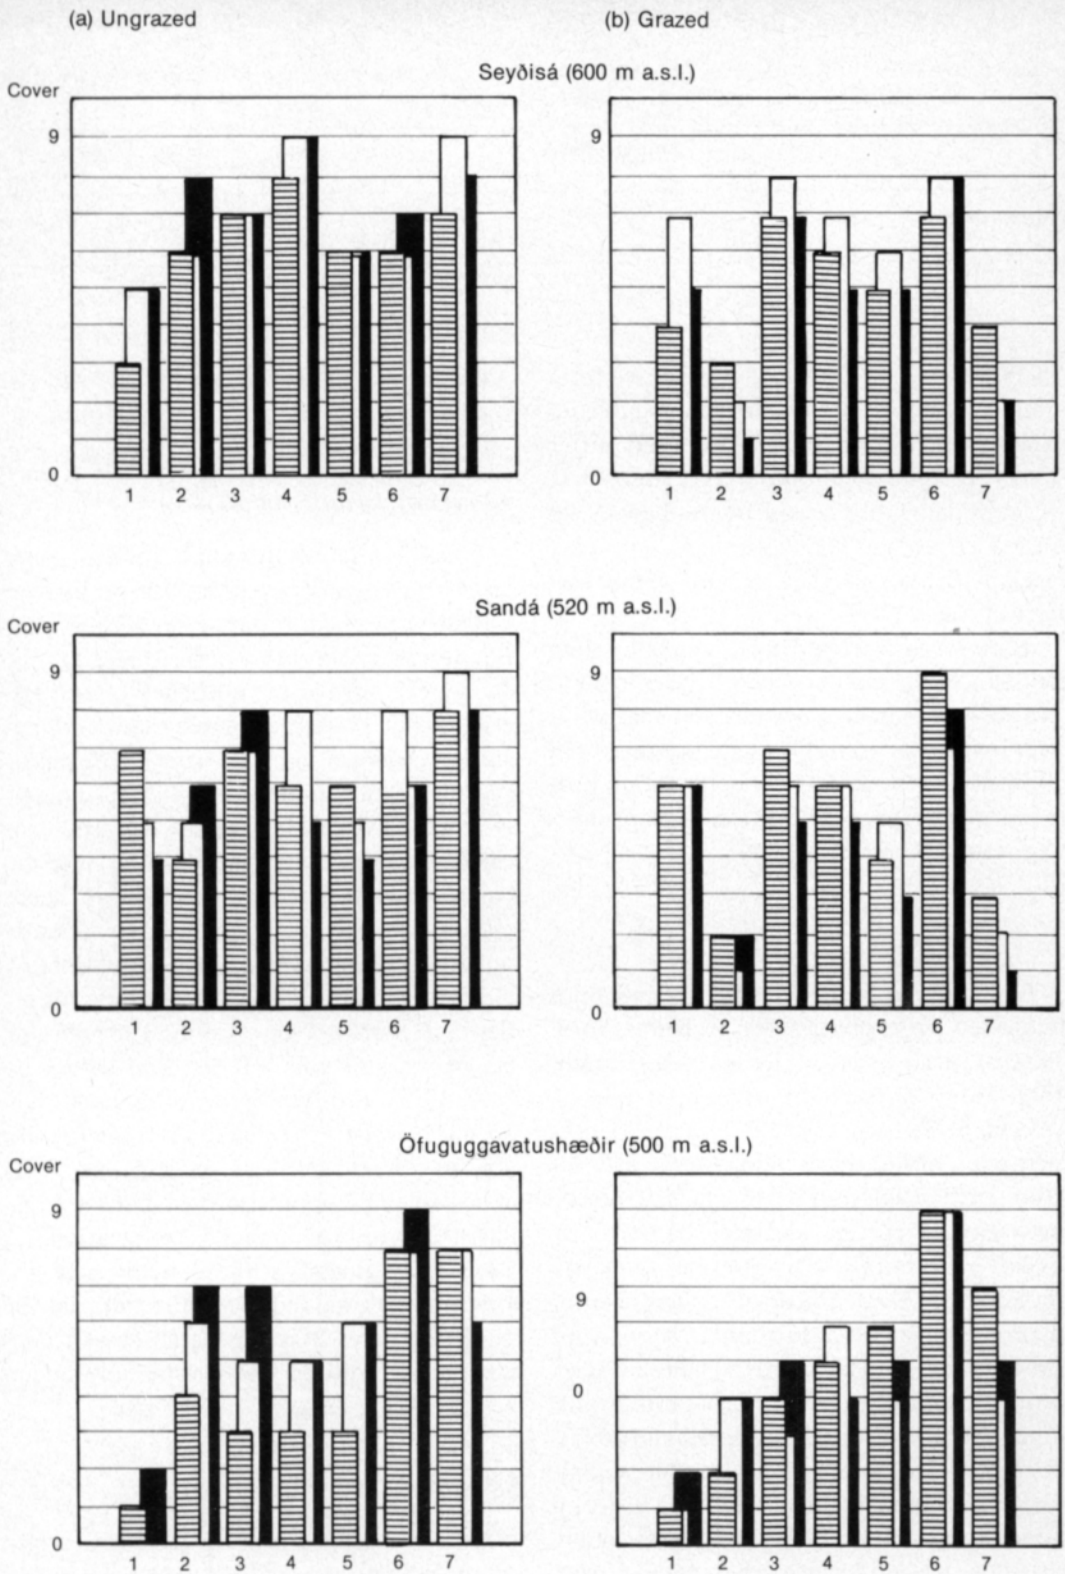 (a) Ungrazed (b) Grazed
Seyðisá (600 m a.s.l.)
Cover
9 9
0 0
1 2 3 4 5 6 7 1 2 3 4 5 6 7
Sandá (520 m a.s.l.)
Cover
9 9
0 0
1 2 3 4 5 6 7 1 2 3 4 5 6 7
Öfuguggavatushæðir (500 m a.s.l.)
Cover
9
9
0
0
1 2 3 4 5 6 7 1 2 3 4 5 6 7